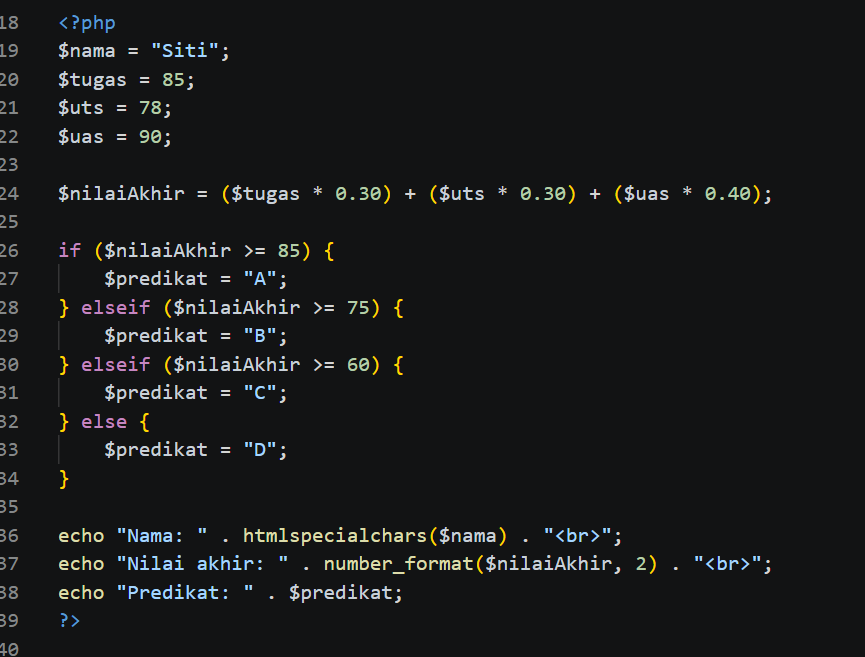 18 <?php
19 $nama = "Siti";
20 $tugas = 85;
21 $uts = 78;
22 $uas = 90;
23
24 $nilaiAkhir = ($tugas * 0.30) + ($uts * 0.30) + ($uas * 0.40);
25
26 if ($nilaiAkhir >= 85) {
27     $predikat = "A";
28 } elseif ($nilaiAkhir >= 75) {
29     $predikat = "B";
30 } elseif ($nilaiAkhir >= 60) {
31     $predikat = "C";
32 } else {
33     $predikat = "D";
34 }
35
36 echo "Nama: " . htmlspecialchars($nama) . "<br>";
37 echo "Nilai akhir: " . number_format($nilaiAkhir, 2) . "<br>";
38 echo "Predikat: " . $predikat;
39 ?>
40